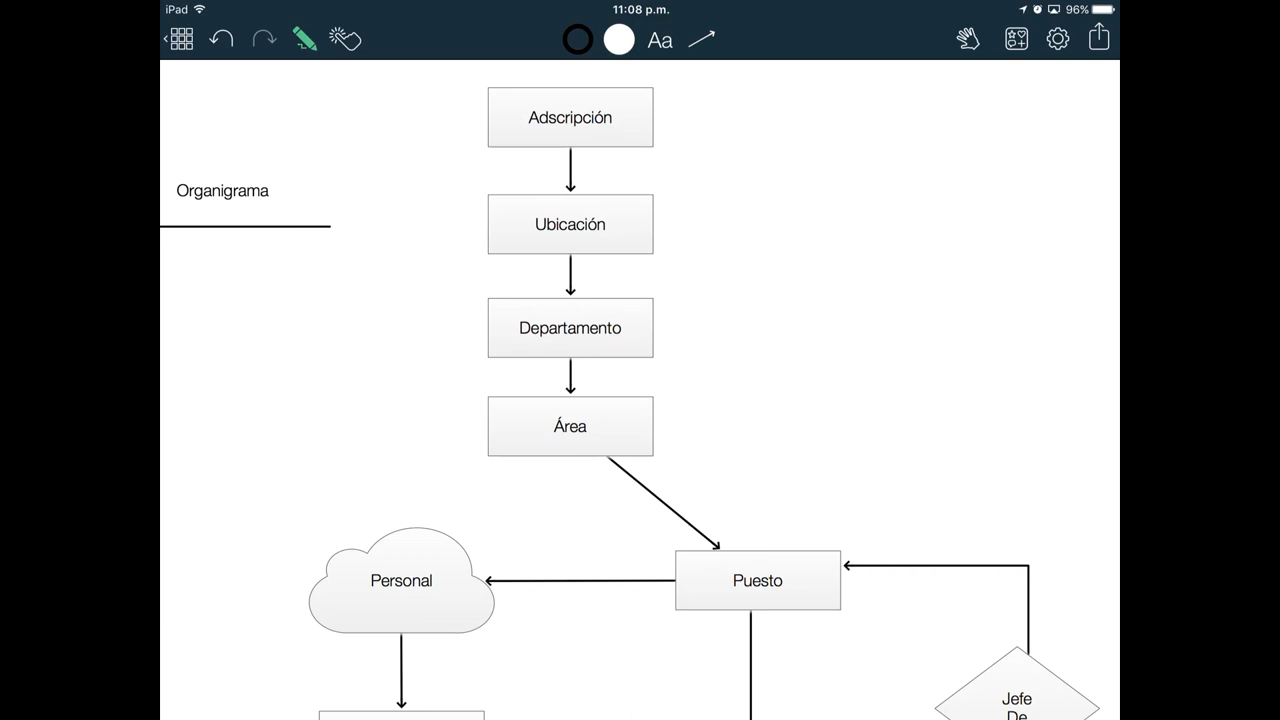 iPad
11:08 p.m.
96%
Aa
Adscripción
Organigrama
Ubicación
Departamento
Área
Personal
Puesto
Jefe
De